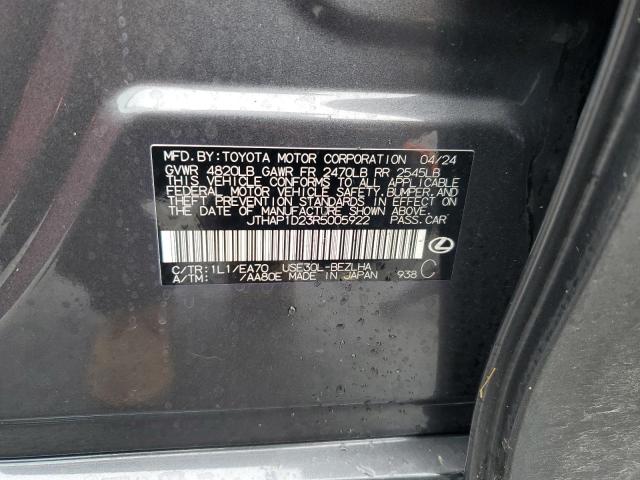 MFD.BY:TOYOTA MOTOR CORPORATION 04/24
GVWR 4820LB GAWR FR 2470LB RR 2545LB
THIS VEHICLE CONFORMS TO ALL APPLICABLE
FEDERAL MOTOR VEHICLE SAFETY, BUMPER, AND
THEFT PREVENTION STANDARDS IN EFFECT ON
THE DATE OF MANUFACTURE SHOWN ABOVE.
JTHAP1D23R5005922 PASS.CAR
C/TR:1L1/EA70 USE30L-BEZLHA
A/TM: /AA80E MADE IN JAPAN 938 C